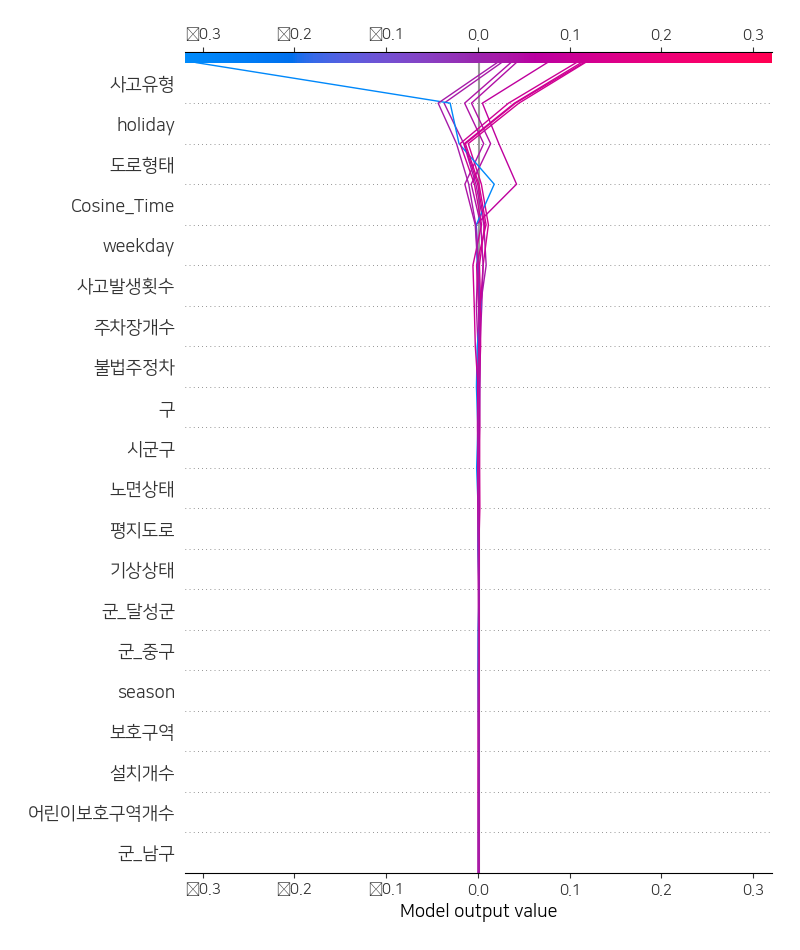 ☒0.3 ☒0.2 ☒0.1 0.0 0.1 0.2 0.3
사고유형
holiday
도로형태
Cosine_Time
weekday
사고발생횟수
주차장개수
불법주정차
구
시군구
노면상태
평지도로
기상상태
군_달성군
군_중구
season
보호구역
설치개수
어린이보호구역개수
군_남구
☒0.3 ☒0.2 ☒0.1 0.0 0.1 0.2 0.3
Model output value